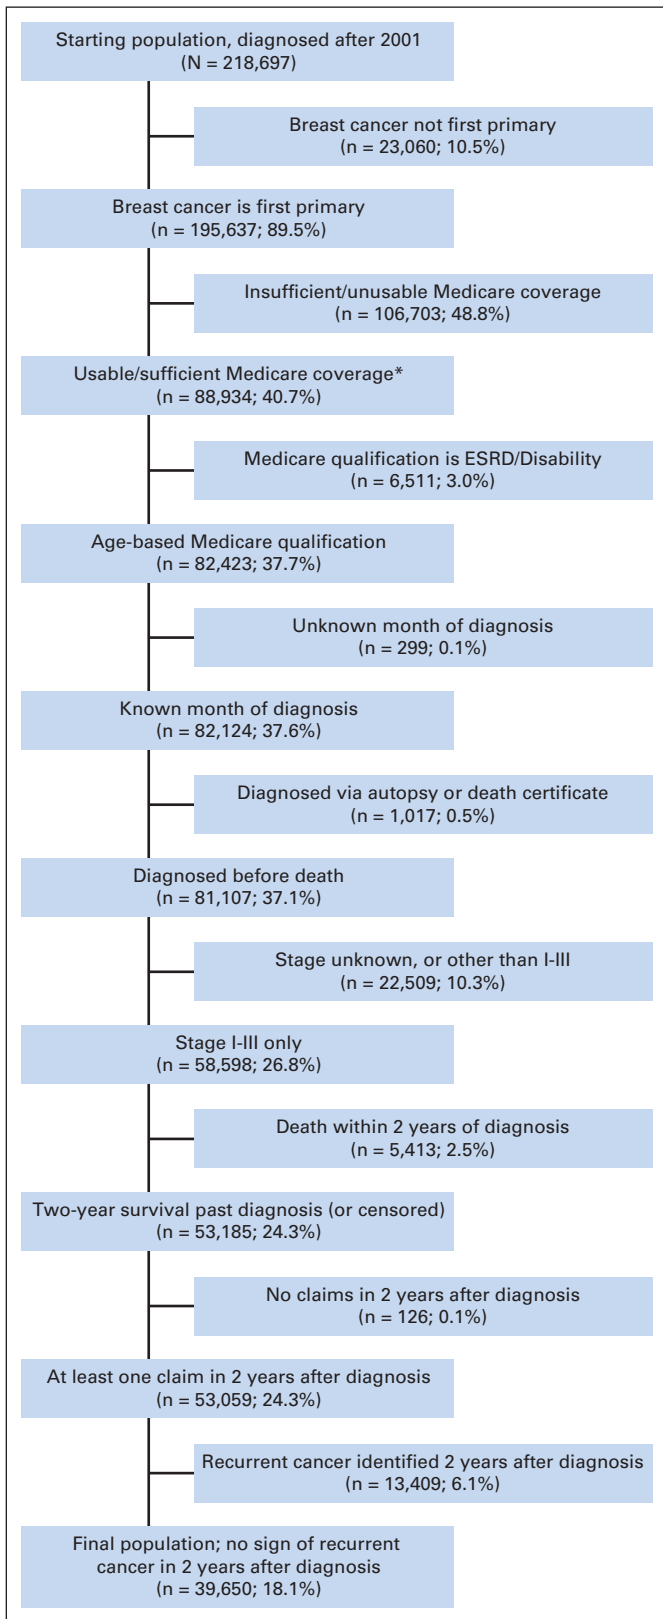 Starting population, diagnosed after 2001
(N = 218,697)
Breast cancer not first primary
(n = 23,060; 10.5%)
Breast cancer is first primary
(n = 195,637; 89.5%)
Insufficient/unusable Medicare coverage
(n = 106,703; 48.8%)
Usable/sufficient Medicare coverage*
(n = 88,934; 40.7%)
Medicare qualification is ESRD/Disability
(n = 6,511; 3.0%)
Age-based Medicare qualification
(n = 82,423; 37.7%)
Unknown month of diagnosis
(n = 299; 0.1%)
Known month of diagnosis
(n = 82,124; 37.6%)
Diagnosed via autopsy or death certificate
(n = 1,017; 0.5%)
Diagnosed before death
(n = 81,107; 37.1%)
Stage unknown, or other than I-III
(n = 22,509; 10.3%)
Stage I-III only
(n = 58,598; 26.8%)
Death within 2 years of diagnosis
(n = 5,413; 2.5%)
Two-year survival past diagnosis (or censored)
(n = 53,185; 24.3%)
No claims in 2 years after diagnosis
(n = 126; 0.1%)
At least one claim in 2 years after diagnosis
(n = 53,059; 24.3%)
Recurrent cancer identified 2 years after diagnosis
(n = 13,409; 6.1%)
Final population; no sign of recurrent
cancer in 2 years after diagnosis
(n = 39,650; 18.1%)